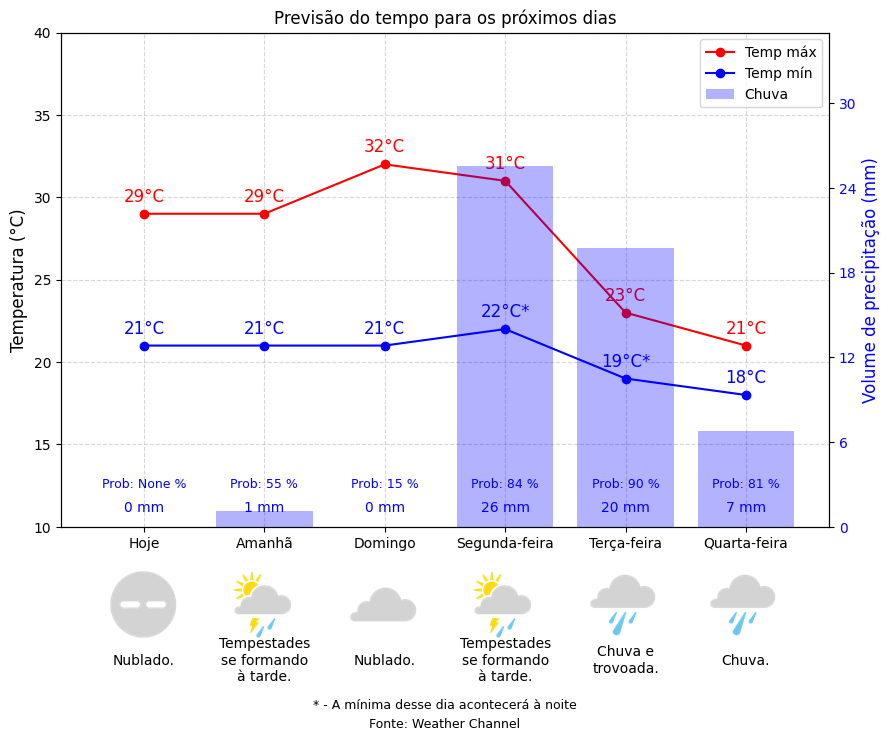 Previsão do tempo para os próximos dias
40
35
30
25
20
15
10
Temperatura (°C)
30
24
18
12
6
0
Volume de precipitação (mm)
Temp máx
Temp mín
Chuva
29°C
29°C
32°C
31°C
23°C
21°C
21°C
21°C
21°C
22°C*
19°C*
18°C
Prob: None %
Prob: 55 %
Prob: 15 %
Prob: 84 %
Prob: 90 %
Prob: 81 %
0 mm
1 mm
0 mm
26 mm
20 mm
7 mm
Hoje
Amanhã
Domingo
Segunda-feira
Terça-feira
Quarta-feira
Nublado.
Tempestades
se formando
à tarde.
Nublado.
Tempestades
se formando
à tarde.
Chuva e
trovoada.
Chuva.
* - A mínima desse dia acontecerá à noite
Fonte: Weather Channel